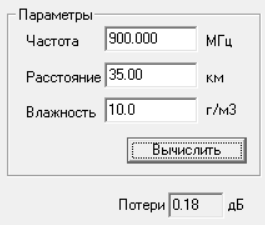 Параметры
Частота 900.000 МГц
Расстояние 35.00 км
Влажность 10.0 г/м3
Вычислить
Потери 0.18 дБ